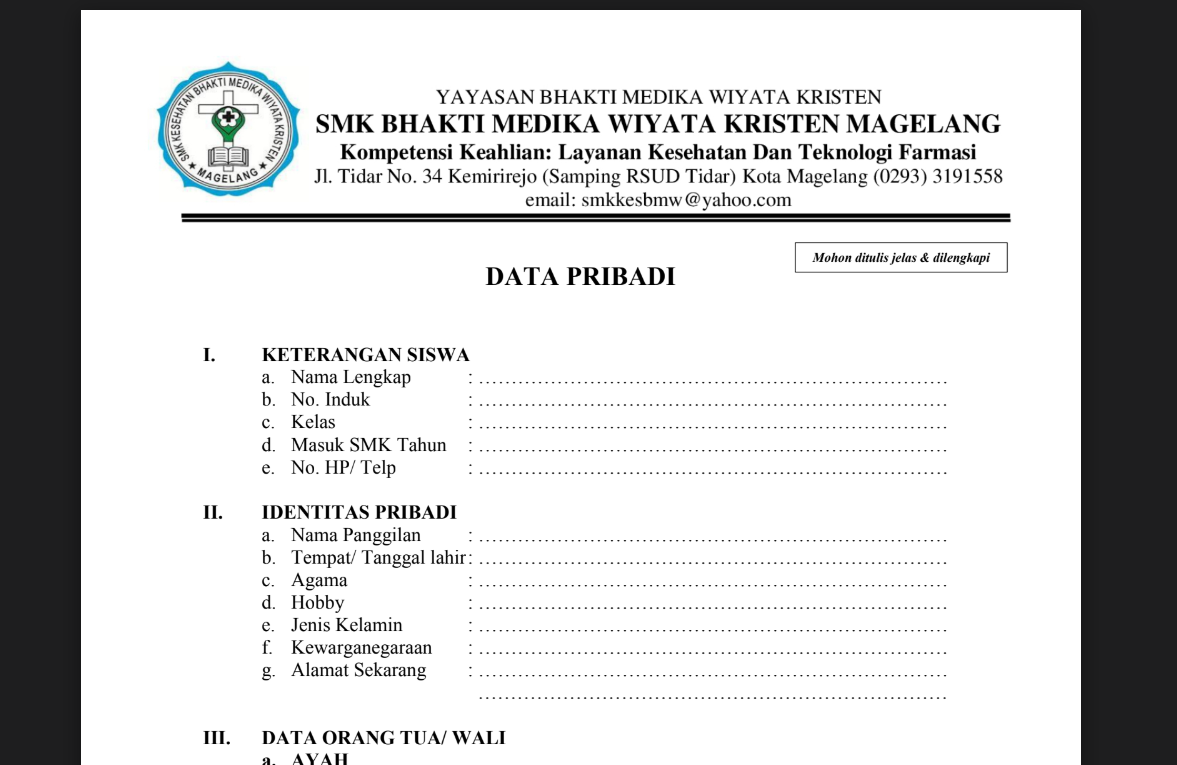 SMK KESEHATAN BHAKTI MEDIKA WIYATA KRISTEN
★ MAGELANG ★
YAYASAN BHAKTI MEDIKA WIYATA KRISTEN
SMK BHAKTI MEDIKA WIYATA KRISTEN MAGELANG
Kompetensi Keahlian: Layanan Kesehatan Dan Teknologi Farmasi
Jl. Tidar No. 34 Kemirirejo (Samping RSUD Tidar) Kota Magelang (0293) 3191558
email: smkkesbmw@yahoo.com
Mohon ditulis jelas & dilengkapi
DATA PRIBADI
I. KETERANGAN SISWA
a. Nama Lengkap : ........................................................................
b. No. Induk : ........................................................................
c. Kelas : ........................................................................
d. Masuk SMK Tahun : ........................................................................
e. No. HP/ Telp : ........................................................................
II. IDENTITAS PRIBADI
a. Nama Panggilan : ........................................................................
b. Tempat/ Tanggal lahir : ........................................................................
c. Agama : ........................................................................
d. Hobby : ........................................................................
e. Jenis Kelamin : ........................................................................
f. Kewarganegaraan : ........................................................................
g. Alamat Sekarang : ........................................................................
........................................................................
III. DATA ORANG TUA/ WALI
a. AYAH